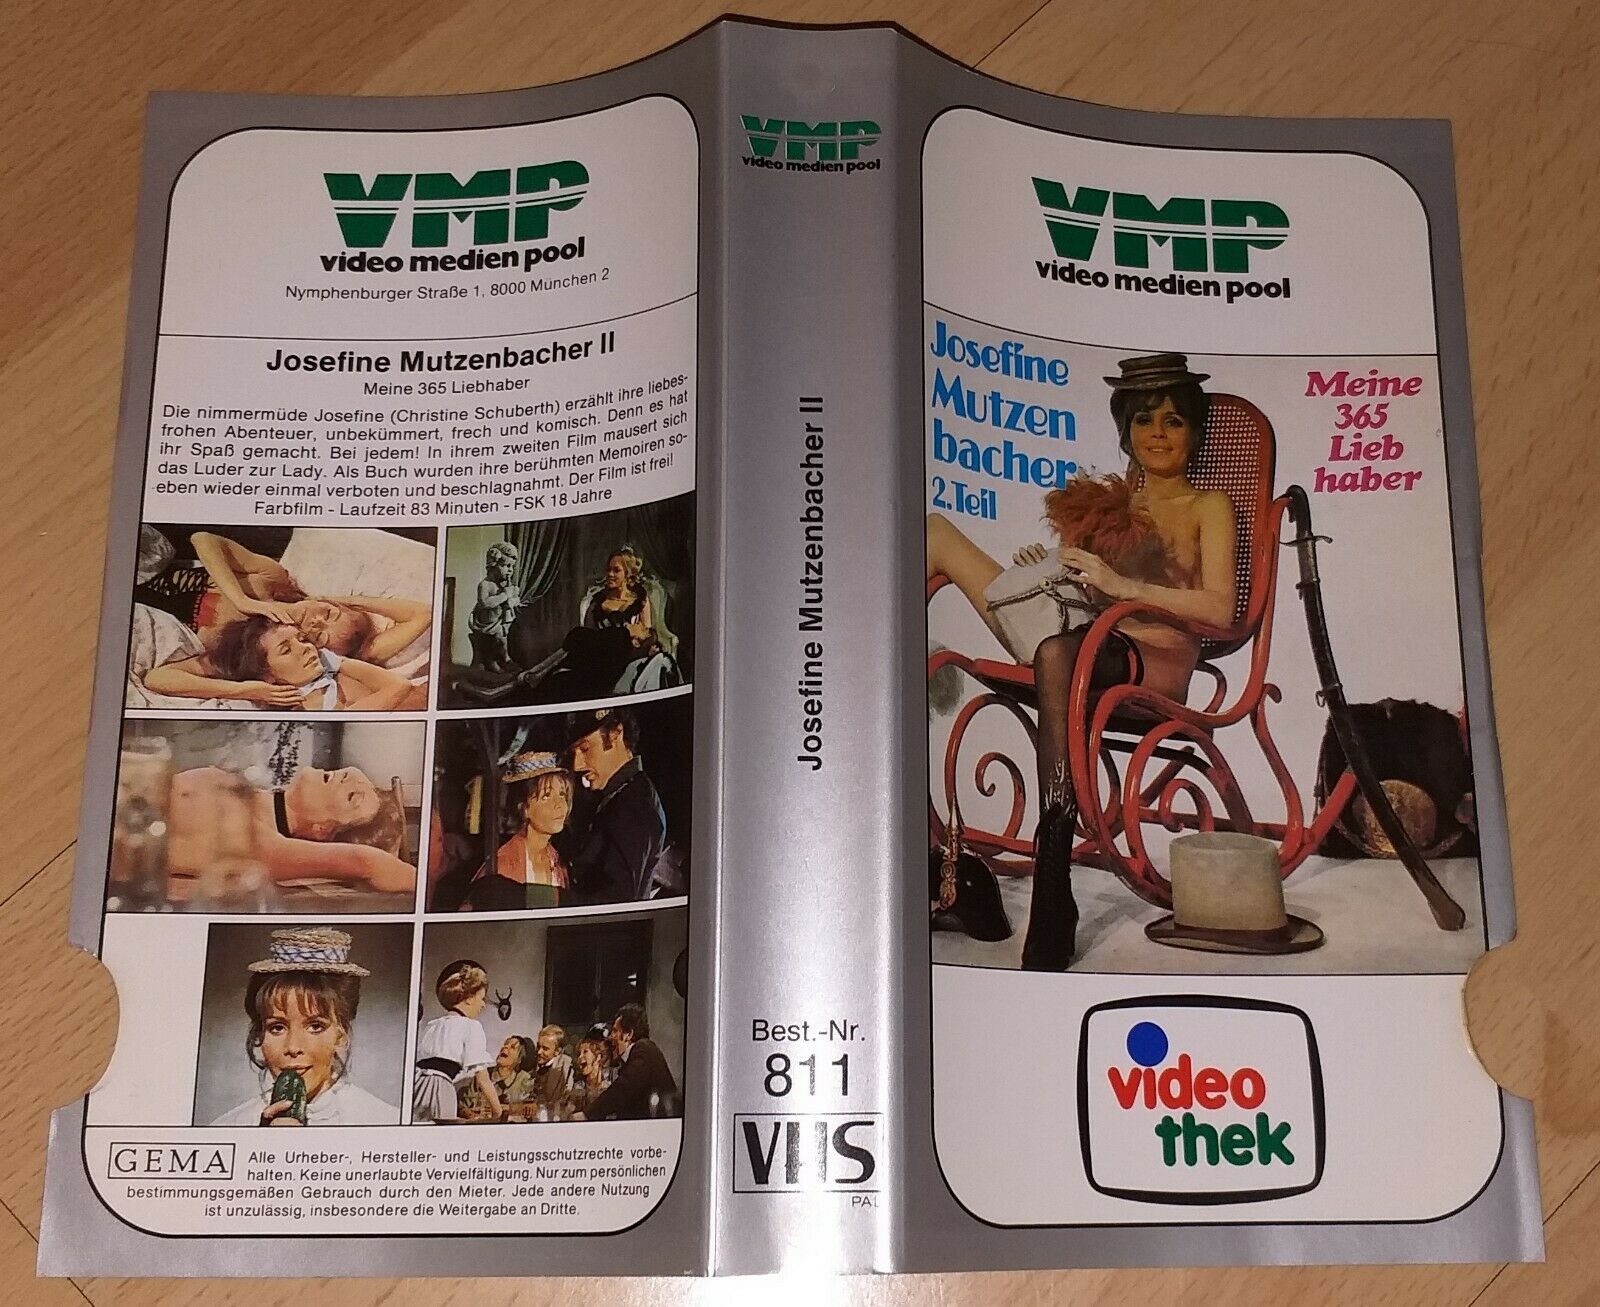 VMP
video medien pool
Nymphenburger Straße 1, 8000 München 2
Josefine Mutzenbacher II
Meine 365 Liebhaber
Die nimmermüde Josefine (Christine Schuberth) erzählt ihre liebes-
frohen Abenteuer, unbekümmert, frech und komisch. Denn es hat
ihr Spaß gemacht. Bei jedem! In ihrem zweiten Film mausert sich
das Luder zur Lady. Als Buch wurden ihre berühmten Memoiren so-
eben wieder einmal verboten und beschlagnahmt. Der Film ist frei!
Farbfilm - Laufzeit 83 Minuten - FSK 18 Jahre
GEMA
Alle Urheber-, Hersteller- und Leistungsschutzrechte vorbe-
halten. Keine unerlaubte Vervielfältigung. Nur zum persönlichen
bestimmungsgemäßen Gebrauch durch den Mieter. Jede andere Nutzung
ist unzulässig, insbesondere die Weitergabe an Dritte.
VMP
video medien pool
Josefine Mutzenbacher II
Best.-Nr.
811
VHS
PAL
VMP
video medien pool
Josefine
Mutzen
bacher
2.Teil
Meine
365
Lieb
haber
video
thek